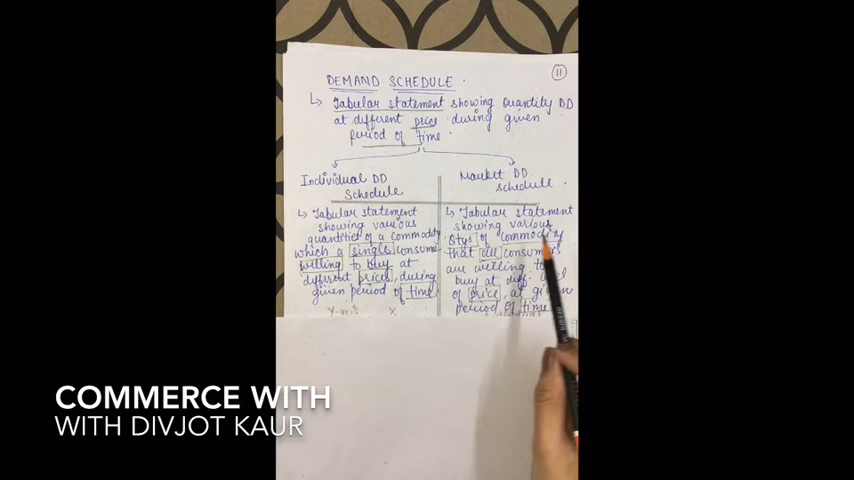 11
DEMAND SCHEDULE.
↳ Tabular statement showing Quantity DD
at different price during given
period of time.
Individual DD
Schedule
↳ Tabular statement
showing various
quantities of a commodity
which a single consumer
willing to buy at
different prices, during
given period of time
Y-axis X
Market DD
schedule.
↳ Tabular statement
showing various
Qtys of commodity
that all consumers
are willing to
buy at diff.
of price, at given
period of time
COMMERCE WITH
WITH DIVJOT KAUR